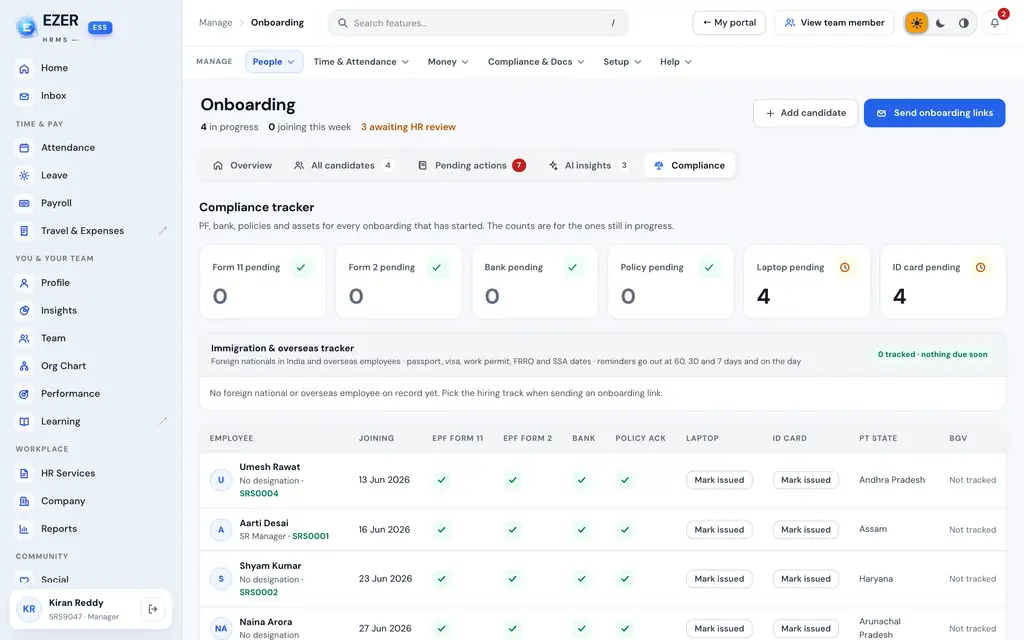 EZER
HRMS
ESS
Manage
Onboarding
Search features...
/
← My portal
View team member
2
Home
Inbox
TIME & PAY
Attendance
Leave
Payroll
Travel & Expenses
YOU & YOUR TEAM
Profile
Insights
Team
Org Chart
Performance
Learning
WORKPLACE
HR Services
Company
Reports
COMMUNITY
Social
KR
Kiran Reddy
SRS9047 · Manager
MANAGE
People
Time & Attendance
Money
Compliance & Docs
Setup
Help
Onboarding
4 in progress 0 joining this week 3 awaiting HR review
+ Add candidate
Send onboarding links
Overview
All candidates 4
Pending actions 7
AI insights 3
Compliance
Compliance tracker
PF, bank, policies and assets for every onboarding that has started. The counts are for the ones still in progress.
Form 11 pending
0
Form 2 pending
0
Bank pending
0
Policy pending
0
Laptop pending
4
ID card pending
4
Immigration & overseas tracker
Foreign nationals in India and overseas employees · passport, visa, work permit, FRRO and SSA dates · reminders go out at 60, 30 and 7 days and on the day
0 tracked · nothing due soon
No foreign national or overseas employee on record yet. Pick the hiring track when sending an onboarding link.
EMPLOYEE JOINING EPF FORM 11 EPF FORM 2 BANK POLICY ACK LAPTOP ID CARD PT STATE BGV
U
Umesh Rawat
No designation ·
SRS0004
13 Jun 2026 Mark issued Mark issued Andhra Pradesh Not tracked
A
Aarti Desai
SR Manager · SRS0001
16 Jun 2026 Mark issued Mark issued Assam Not tracked
S
Shyam Kumar
No designation ·
SRS0002
23 Jun 2026 Mark issued Mark issued Haryana Not tracked
NA
Naina Arora
No designation
27 Jun 2026 Mark issued Mark issued Arunachal Pradesh Not tracked